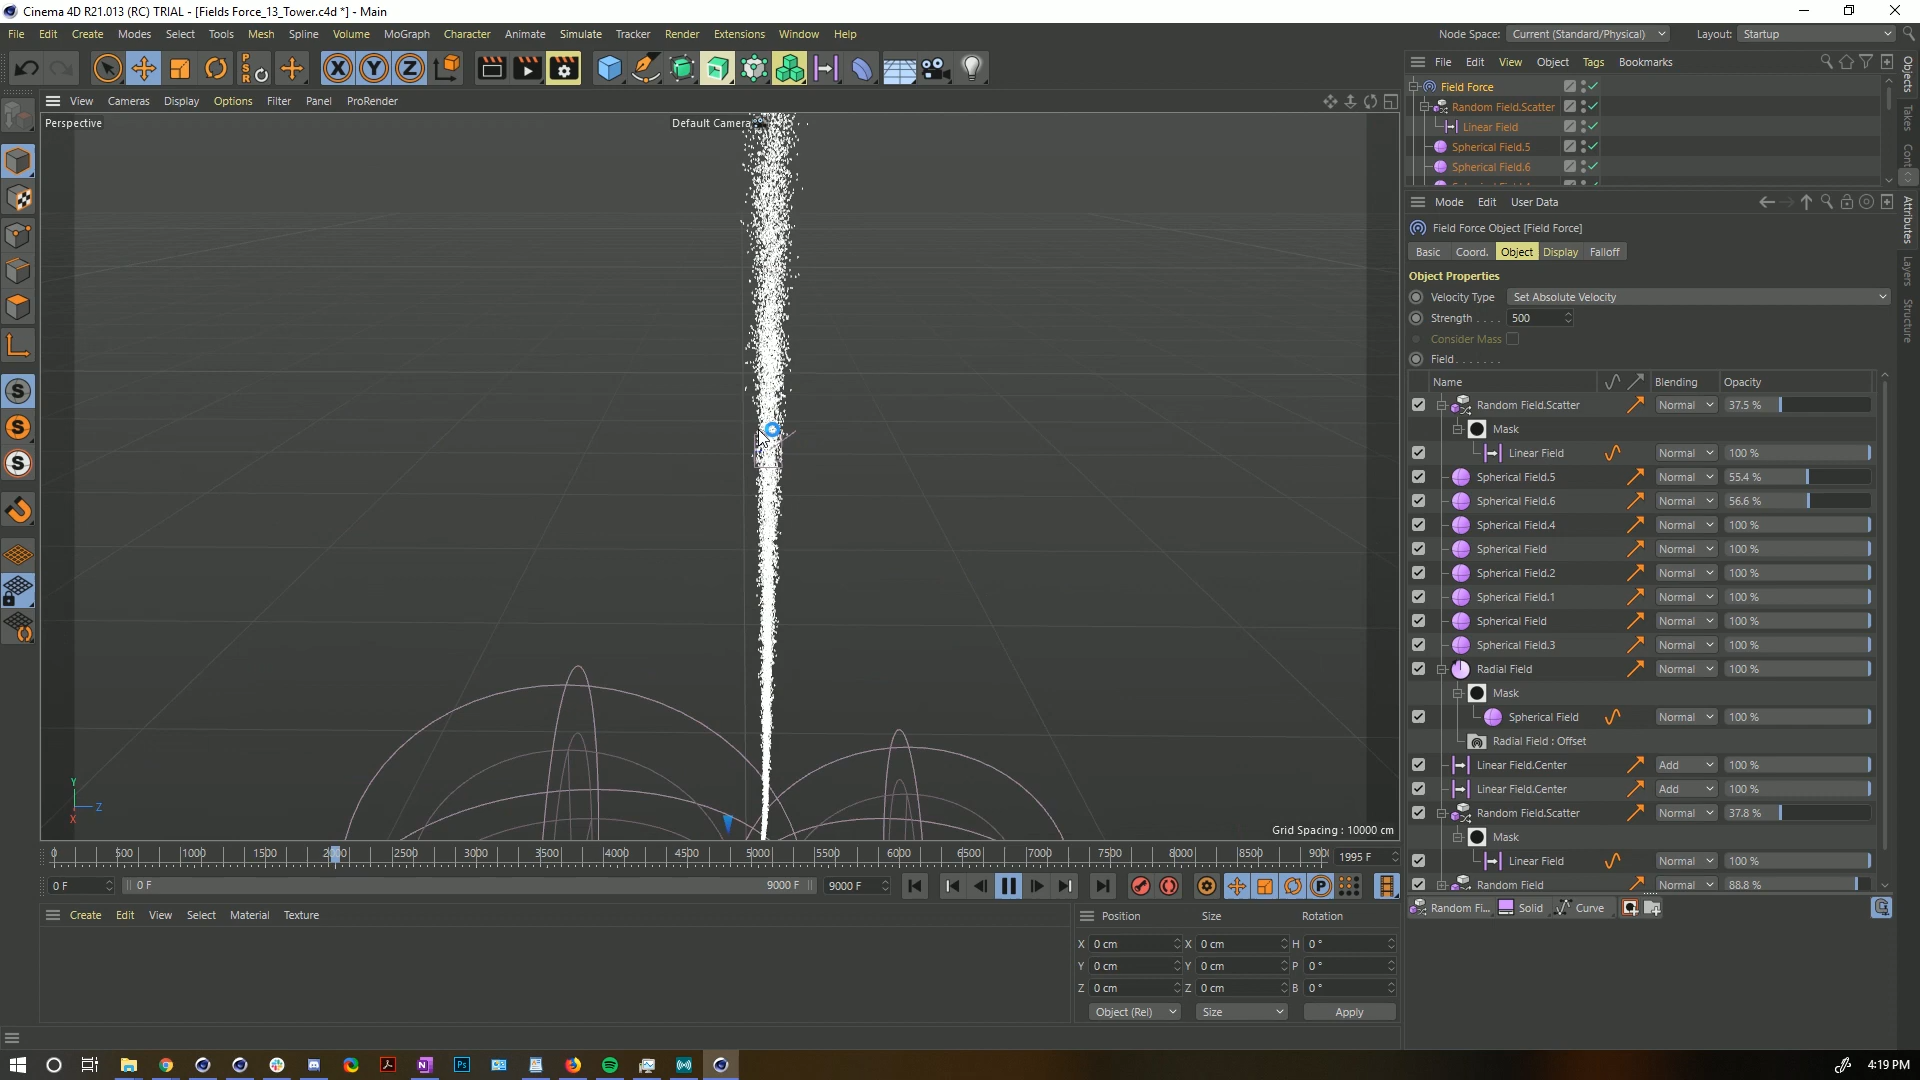 Cinema 4D R21.013 (RC) TRIAL - [Fields Force_13_Tower.c4d *] - Main
File Edit Create Modes Select Tools Mesh Spline Volume MoGraph Character Animate Simulate Tracker Render Extensions Window Help Node Space: Current (Standard/Physical) Layout: Startup
PSR X Y Z
File Edit View Object Tags Bookmarks
Objects Takes Attributes Layers Structure
Field Force
Random Field.Scatter
Linear Field
Spherical Field.5
Spherical Field.6
View Cameras Display Options Filter Panel ProRender
Perspective Default Camera
Mode Edit User Data
Field Force Object [Field Force]
Basic Coord. Object Display Falloff
Object Properties
Velocity Type Set Absolute Velocity
Strength . . . . 500
Consider Mass
Field. . . . . . .
Name Blending Opacity
Random Field.Scatter Normal 37.5 %
Mask
Linear Field Normal 100 %
Spherical Field.5 Normal 55.4 %
Spherical Field.6 Normal 56.6 %
Spherical Field.4 Normal 100 %
Spherical Field Normal 100 %
Spherical Field.2 Normal 100 %
Spherical Field.1 Normal 100 %
Spherical Field Normal 100 %
Spherical Field.3 Normal 100 %
Radial Field Normal 100 %
Mask
Spherical Field Normal 100 %
Radial Field : Offset
Linear Field.Center Add 100 %
Linear Field.Center Add 100 %
Random Field.Scatter Normal 37.8 %
Mask
Linear Field Normal 100 %
Random Field Normal 88.8 %
Random Fi... Solid Curve
Y Z X
Grid Spacing : 10000 cm
0 500 1000 1500 2500 3000 3500 4000 4500 5000 5500 6000 6500 7000 7500 8000 8500 1995 F
0 F 0 F 9000 F 9000 F
Create Edit View Select Material Texture
Position Size Rotation
X 0 cm X 0 cm H 0 °
Y 0 cm Y 0 cm P 0 °
Z 0 cm Z 0 cm B 0 °
Object (Rel) Size Apply
4:19 PM